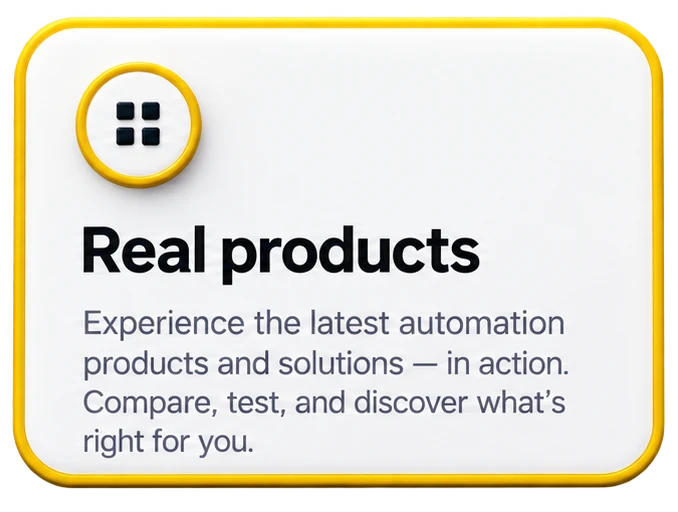 Real products
Experience the latest automation
products and solutions — in action.
Compare, test, and discover what’s
right for you.